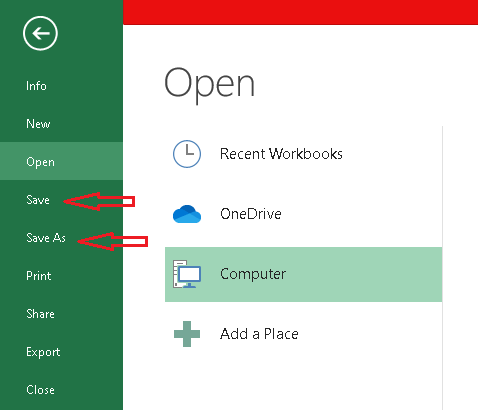 Info
New
Open
Save
Save As
Print
Share
Export
Close
Open
Recent Workbooks
OneDrive
Computer
Add a Place